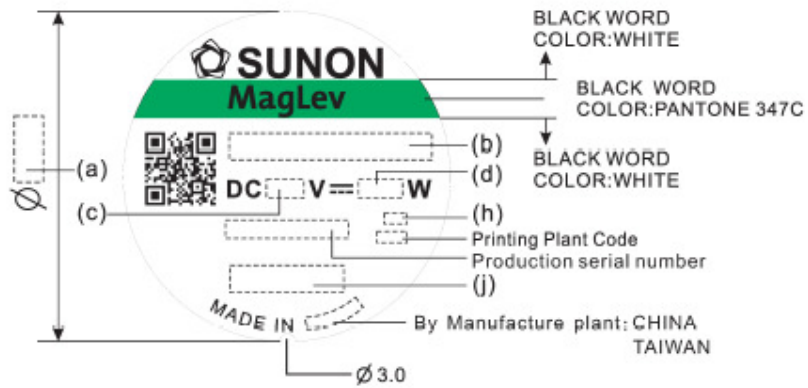 BLACK WORD
COLOR:WHITE
SUNON
MagLev
BLACK WORD
COLOR:PANTONE 347C
(b)
BLACK WORD
COLOR:WHITE
(a)
Ø
(d)
DC V⎓ W
(c)
(h)
Printing Plant Code
Production serial number
(j)
MADE IN
By Manufacture plant: CHINA
TAIWAN
Ø 3.0